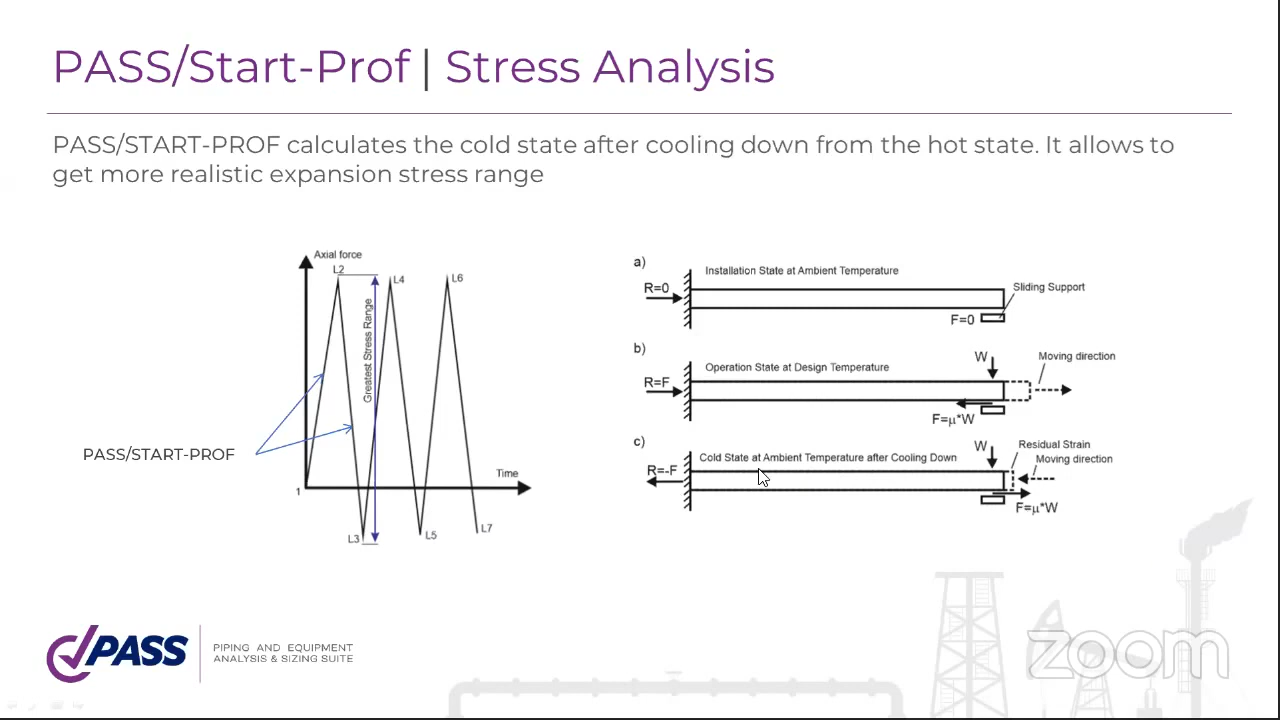 PASS/Start-Prof | Stress Analysis
PASS/START-PROF calculates the cold state after cooling down from the hot state. It allows to
get more realistic expansion stress range
Axial force
L2
L4
L6
Greatest Stress Range
PASS/START-PROF
Time
1
L3
L5
L7
a)
Installation State at Ambient Temperature
R=0
Sliding Support
F=0
b)
W
Moving direction
Operation State at Design Temperature
R=F
F=μ*W
c)
W
Residual Strain
Cold State at Ambient Temperature after Cooling Down
Moving direction
R=-F
F=μ*W
PASS
PIPING AND EQUIPMENT
ANALYSIS & SIZING SUITE
zoom